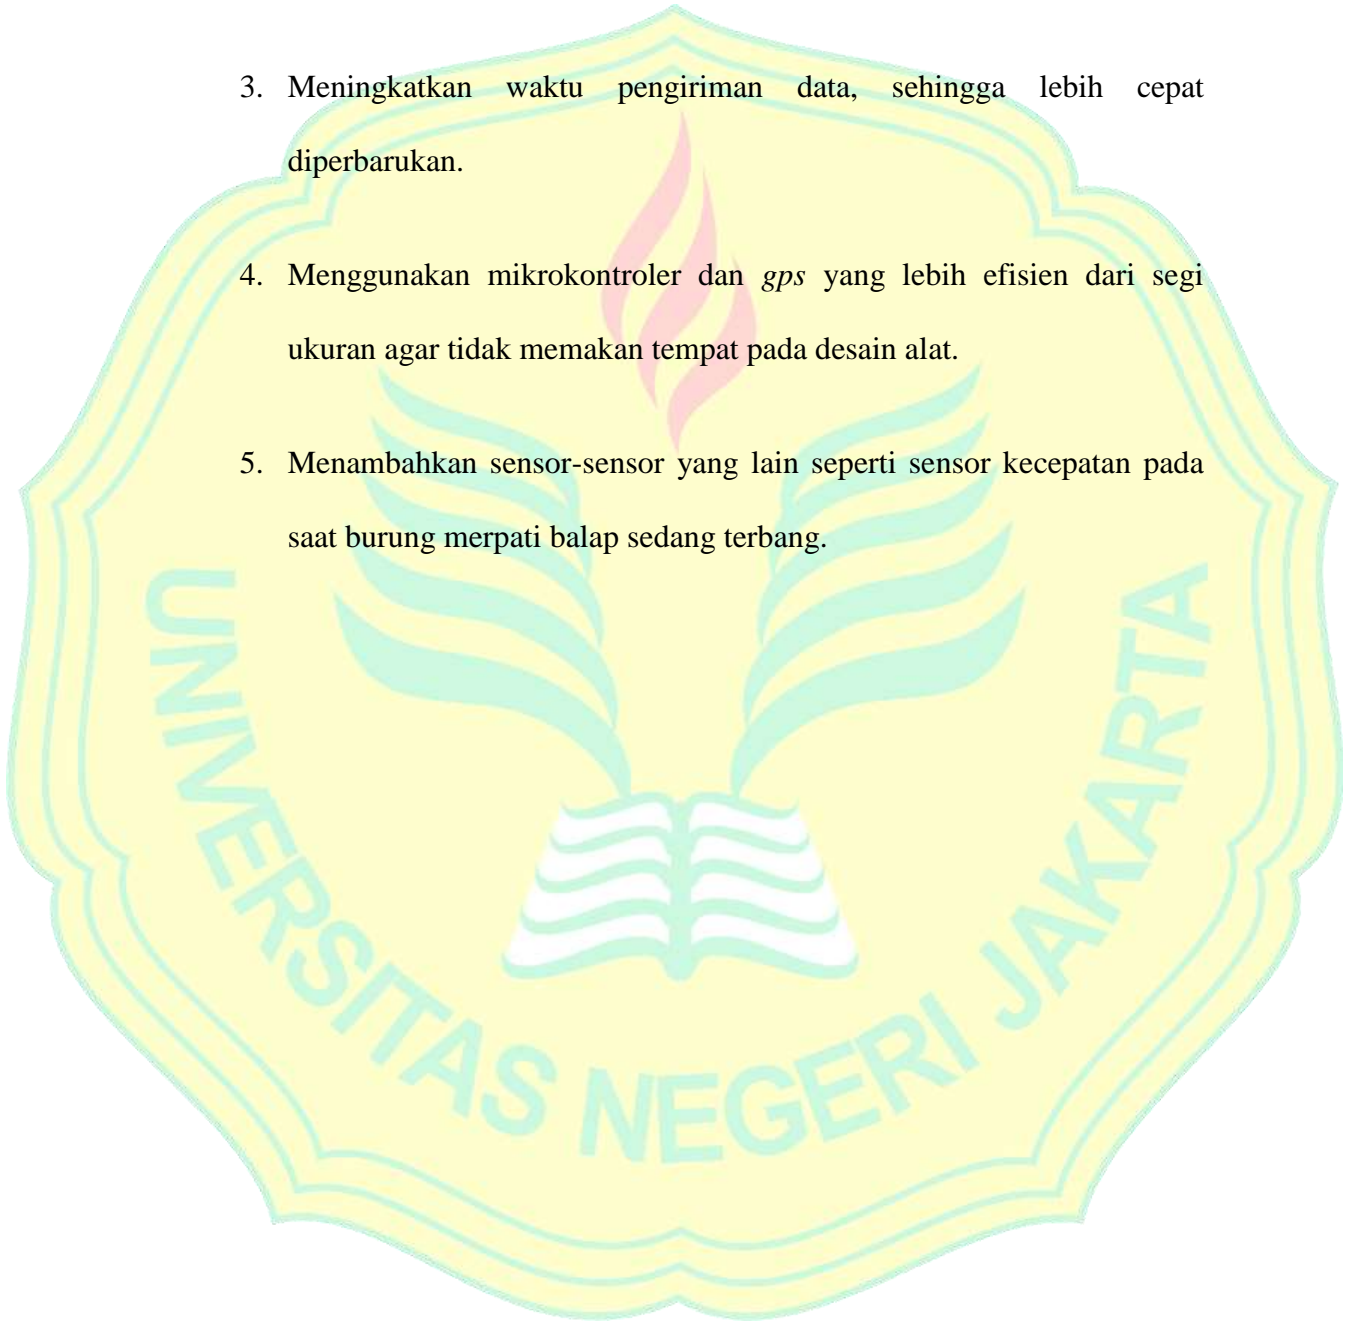 3. Meningkatkan waktu pengiriman data, sehingga lebih cepat
diperbarukan.
4. Menggunakan mikrokontroler dan gps yang lebih efisien dari segi
ukuran agar tidak memakan tempat pada desain alat.
5. Menambahkan sensor-sensor yang lain seperti sensor kecepatan pada
saat burung merpati balap sedang terbang.
UNIVERSITAS NEGERI JAKARTA